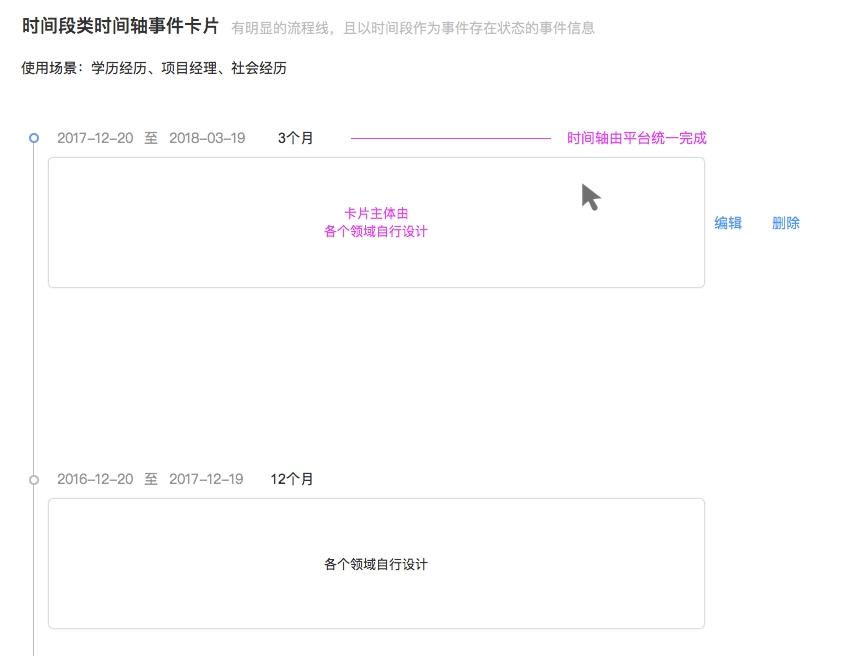 时间段类时间轴事件卡片 有明显的流程线，且以时间段作为事件存在状态的事件信息
使用场景：学历经历、项目经理、社会经历
2017-12-20 至 2018-03-19 3个月 时间轴由平台统一完成
卡片主体由
各个领域自行设计
编辑 删除
2016-12-20 至 2017-12-19 12个月
各个领域自行设计